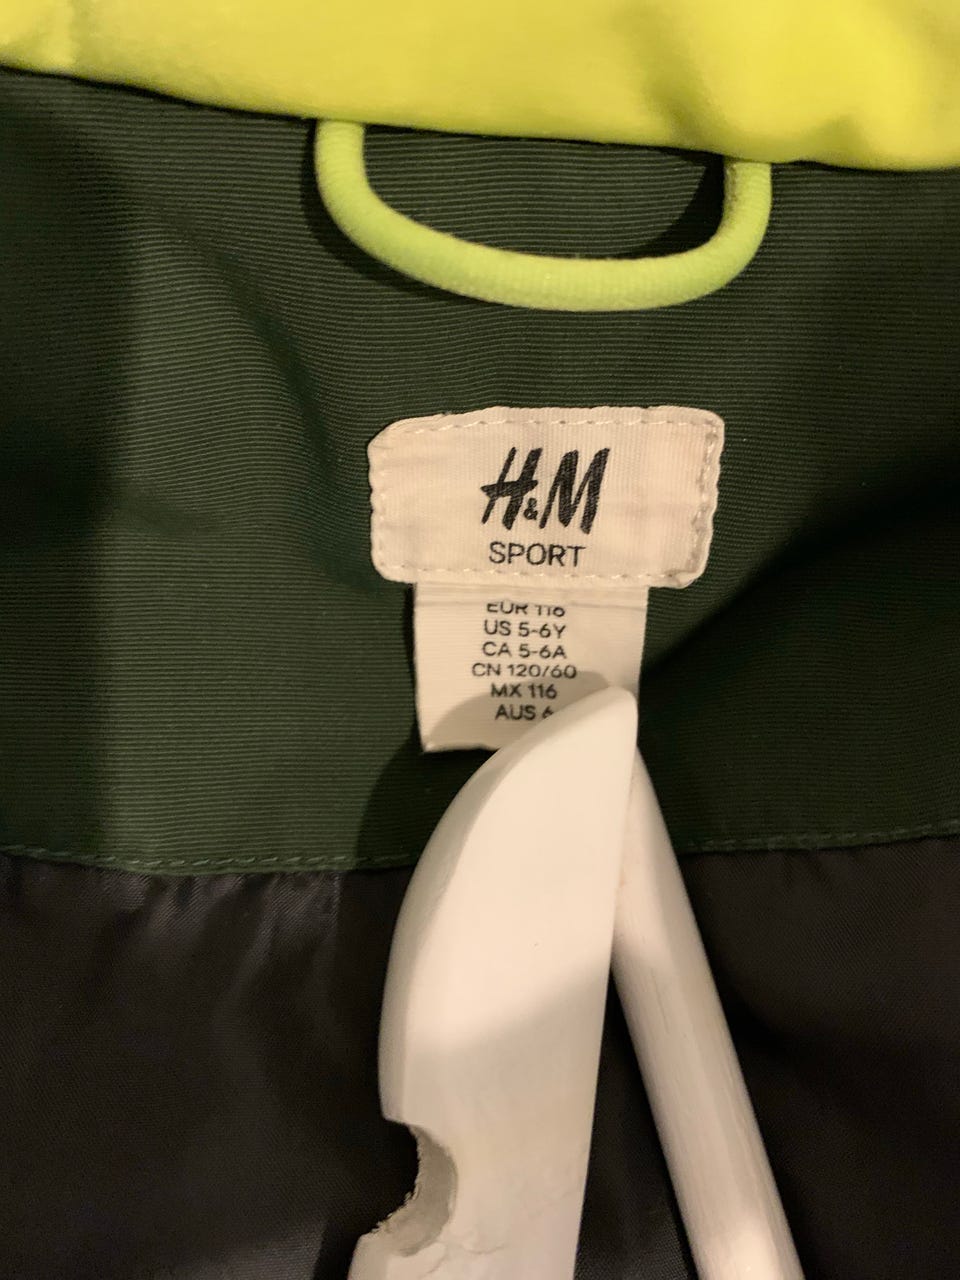 H&M
SPORT
EUR 116
US 5-6Y
CA 5-6A
CN 120/60
MX 116
AUS 6